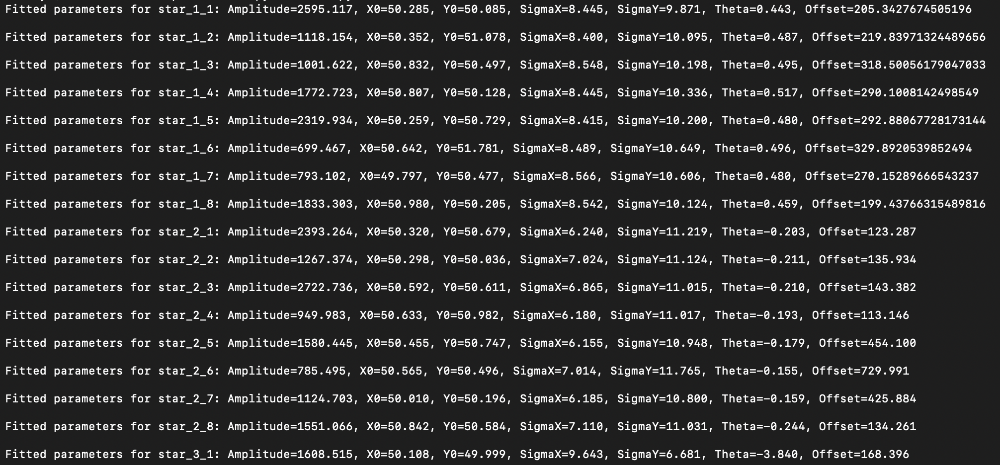 Fitted parameters for star_1_1: Amplitude=2595.117, X0=50.285, Y0=50.085, SigmaX=8.445, SigmaY=9.871, Theta=0.443, Offset=205.3427674505196
Fitted parameters for star_1_2: Amplitude=1118.154, X0=50.352, Y0=51.078, SigmaX=8.400, SigmaY=10.095, Theta=0.487, Offset=219.83971324489656
Fitted parameters for star_1_3: Amplitude=1001.622, X0=50.832, Y0=50.497, SigmaX=8.548, SigmaY=10.198, Theta=0.495, Offset=318.50056179047033
Fitted parameters for star_1_4: Amplitude=1772.723, X0=50.807, Y0=50.128, SigmaX=8.445, SigmaY=10.336, Theta=0.517, Offset=290.1008142498549
Fitted parameters for star_1_5: Amplitude=2319.934, X0=50.259, Y0=50.729, SigmaX=8.415, SigmaY=10.200, Theta=0.480, Offset=292.88067728173144
Fitted parameters for star_1_6: Amplitude=699.467, X0=50.642, Y0=51.781, SigmaX=8.489, SigmaY=10.649, Theta=0.496, Offset=329.8920539852494
Fitted parameters for star_1_7: Amplitude=793.102, X0=49.797, Y0=50.477, SigmaX=8.566, SigmaY=10.606, Theta=0.480, Offset=270.15289666543237
Fitted parameters for star_1_8: Amplitude=1833.303, X0=50.980, Y0=50.205, SigmaX=8.542, SigmaY=10.124, Theta=0.459, Offset=199.43766315489816
Fitted parameters for star_2_1: Amplitude=2393.264, X0=50.320, Y0=50.679, SigmaX=6.240, SigmaY=11.219, Theta=-0.203, Offset=123.287
Fitted parameters for star_2_2: Amplitude=1267.374, X0=50.298, Y0=50.036, SigmaX=7.024, SigmaY=11.124, Theta=-0.211, Offset=135.934
Fitted parameters for star_2_3: Amplitude=2722.736, X0=50.592, Y0=50.611, SigmaX=6.865, SigmaY=11.015, Theta=-0.210, Offset=143.382
Fitted parameters for star_2_4: Amplitude=949.983, X0=50.633, Y0=50.982, SigmaX=6.180, SigmaY=11.017, Theta=-0.193, Offset=113.146
Fitted parameters for star_2_5: Amplitude=1580.445, X0=50.455, Y0=50.747, SigmaX=6.155, SigmaY=10.948, Theta=-0.179, Offset=454.100
Fitted parameters for star_2_6: Amplitude=785.495, X0=50.565, Y0=50.496, SigmaX=7.014, SigmaY=11.765, Theta=-0.155, Offset=729.991
Fitted parameters for star_2_7: Amplitude=1124.703, X0=50.010, Y0=50.196, SigmaX=6.185, SigmaY=10.800, Theta=-0.159, Offset=425.884
Fitted parameters for star_2_8: Amplitude=1551.066, X0=50.842, Y0=50.584, SigmaX=7.110, SigmaY=11.031, Theta=-0.244, Offset=134.261
Fitted parameters for star_3_1: Amplitude=1608.515, X0=50.108, Y0=49.999, SigmaX=9.643, SigmaY=6.681, Theta=-3.840, Offset=168.396